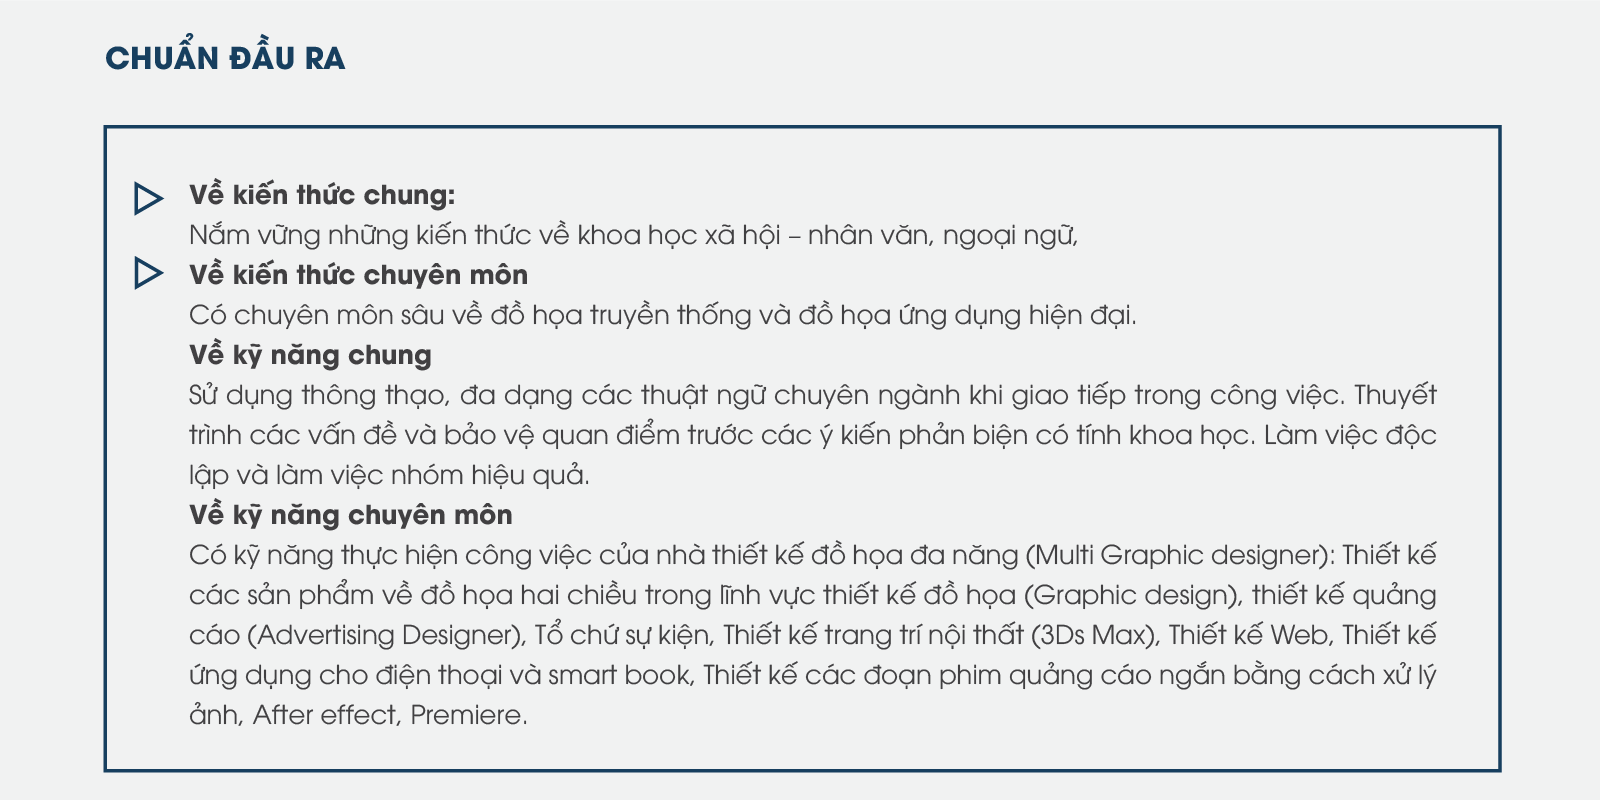 CHUẨN ĐẦU RA
Về kiến thức chung:
Nắm vững những kiến thức về khoa học xã hội – nhân văn, ngoại ngữ,
Về kiến thức chuyên môn
Có chuyên môn sâu về đồ họa truyền thống và đồ họa ứng dụng hiện đại.
Về kỹ năng chung
Sử dụng thông thạo, đa dạng các thuật ngữ chuyên ngành khi giao tiếp trong công việc. Thuyết
trình các vấn đề và bảo vệ quan điểm trước các ý kiến phản biện có tính khoa học. Làm việc độc
lập và làm việc nhóm hiệu quả.
Về kỹ năng chuyên môn
Có kỹ năng thực hiện công việc của nhà thiết kế đồ họa đa năng (Multi Graphic designer): Thiết kế
các sản phẩm về đồ họa hai chiều trong lĩnh vực thiết kế đồ họa (Graphic design), thiết kế quảng
cáo (Advertising Designer), Tổ chứ sự kiện, Thiết kế trang trí nội thất (3Ds Max), Thiết kế Web, Thiết kế
ứng dụng cho điện thoại và smart book, Thiết kế các đoạn phim quảng cáo ngắn bằng cách xử lý
ảnh, After effect, Premiere.